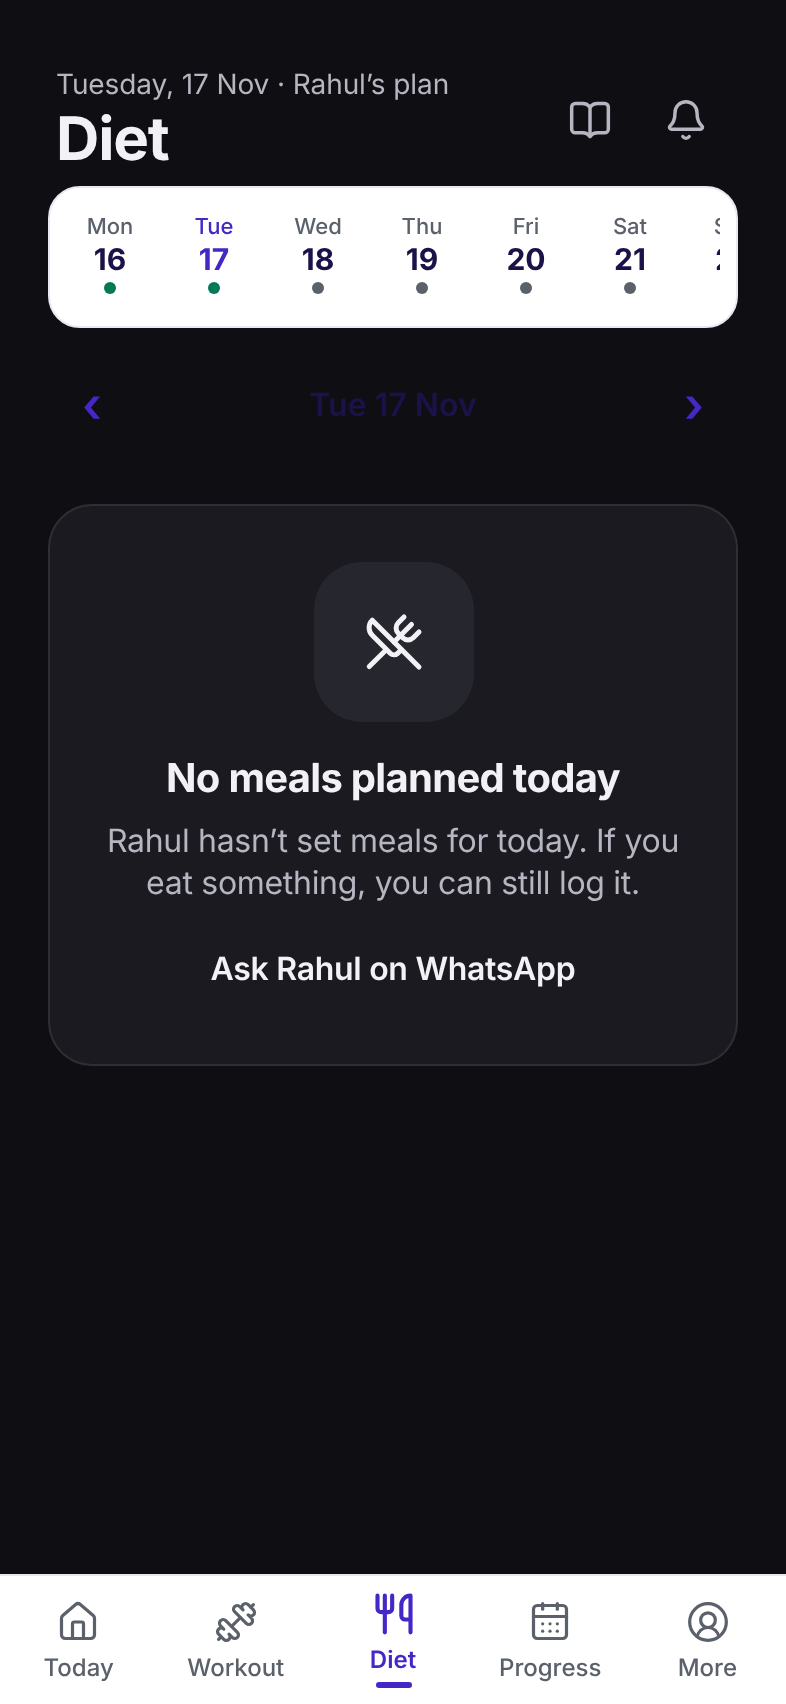 Tuesday, 17 Nov · Rahul’s plan
Diet
Mon Tue Wed Thu Fri Sat
16 17 18 19 20 21
‹ Tue 17 Nov ›
No meals planned today
Rahul hasn’t set meals for today. If you
eat something, you can still log it.
Ask Rahul on WhatsApp
Today Workout Diet Progress More